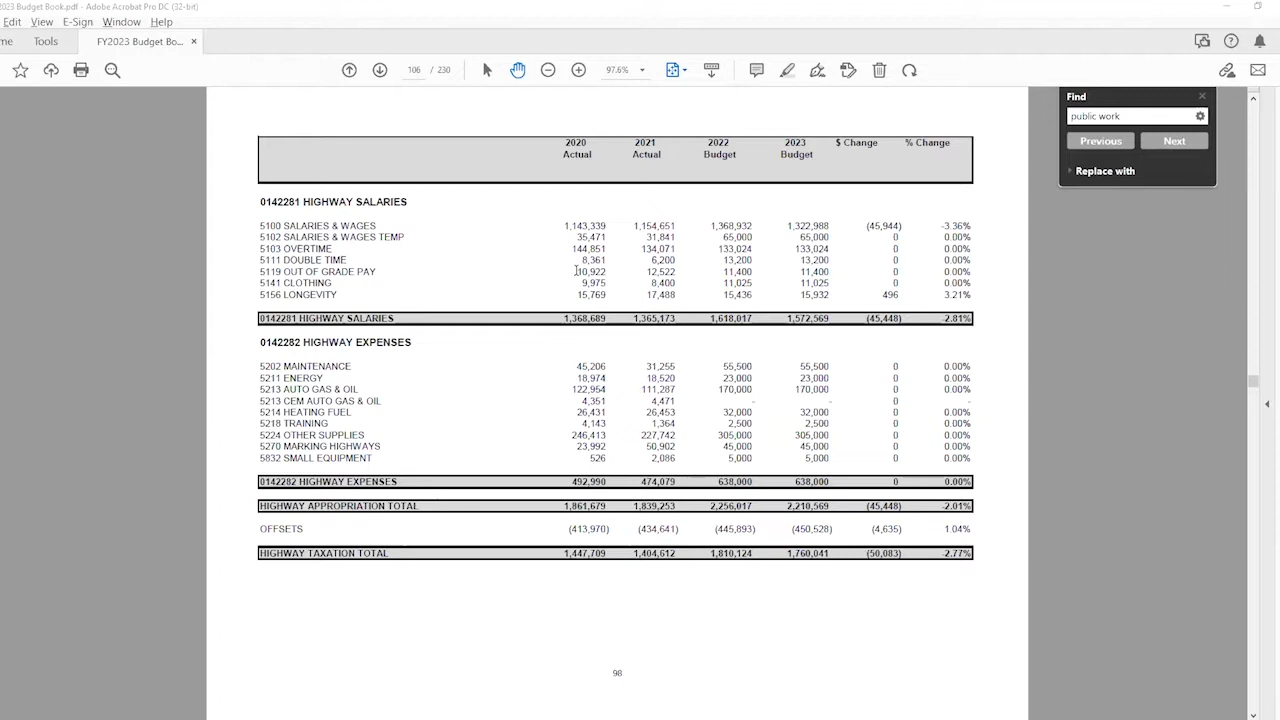 2023 Budget Book.pdf - Adobe Acrobat Pro DC (32-bit)
Edit View E-Sign Window Help
me Tools FY2023 Budget Bo... ×
106 / 230 97.6%
Find
public work
Previous Next
Replace with
2020 2021 2022 2023 $ Change % Change
Actual Actual Budget Budget
0142281 HIGHWAY SALARIES
5100 SALARIES & WAGES 1,143,339 1,154,651 1,368,932 1,322,988 (45,944) -3.36%
5102 SALARIES & WAGES TEMP 35,471 31,841 65,000 65,000 0 0.00%
5103 OVERTIME 144,851 134,071 133,024 133,024 0 0.00%
5111 DOUBLE TIME 8,361 6,200 13,200 13,200 0 0.00%
5119 OUT OF GRADE PAY 10,922 12,522 11,400 11,400 0 0.00%
5141 CLOTHING 9,975 8,400 11,025 11,025 0 0.00%
5156 LONGEVITY 15,769 17,488 15,436 15,932 496 3.21%
0142281 HIGHWAY SALARIES 1,368,689 1,365,173 1,618,017 1,572,569 (45,448) -2.81%
0142282 HIGHWAY EXPENSES
5202 MAINTENANCE 45,206 31,255 55,500 55,500 0 0.00%
5211 ENERGY 18,974 18,520 23,000 23,000 0 0.00%
5213 AUTO GAS & OIL 122,954 111,287 170,000 170,000 0 0.00%
5213 CEM AUTO GAS & OIL 4,351 4,471 - - 0 -
5214 HEATING FUEL 26,431 26,453 32,000 32,000 0 0.00%
5218 TRAINING 4,143 1,364 2,500 2,500 0 0.00%
5224 OTHER SUPPLIES 246,413 227,742 305,000 305,000 0 0.00%
5270 MARKING HIGHWAYS 23,992 50,902 45,000 45,000 0 0.00%
5832 SMALL EQUIPMENT 526 2,086 5,000 5,000 0 0.00%
0142282 HIGHWAY EXPENSES 492,990 474,079 638,000 638,000 0 0.00%
HIGHWAY APPROPRIATION TOTAL 1,861,679 1,839,253 2,256,017 2,210,569 (45,448) -2.01%
OFFSETS (413,970) (434,641) (445,893) (450,528) (4,635) 1.04%
HIGHWAY TAXATION TOTAL 1,447,709 1,404,612 1,810,124 1,760,041 (50,083) -2.77%
98